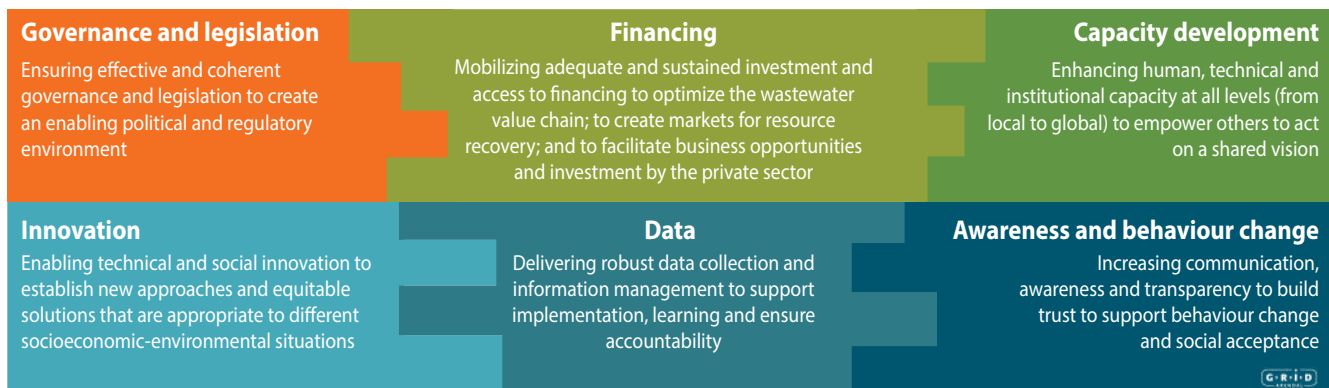 Governance and legislation
Ensuring effective and coherent
governance and legislation to create
an enabling political and regulatory
environment
Financing
Mobilizing adequate and sustained investment and
access to financing to optimize the wastewater
value chain; to create markets for resource
recovery; and to facilitate business opportunities
and investment by the private sector
Capacity development
Enhancing human, technical and
institutional capacity at all levels (from
local to global) to empower others to act
on a shared vision
Innovation
Enabling technical and social innovation to
establish new approaches and equitable
solutions that are appropriate to different
socioeconomic-environmental situations
Data
Delivering robust data collection and
information management to support
implementation, learning and ensure
accountability
Awareness and behaviour change
Increasing communication,
awareness and transparency to build
trust to support behaviour change
and social acceptance
G·R·I·D
ARENDAL